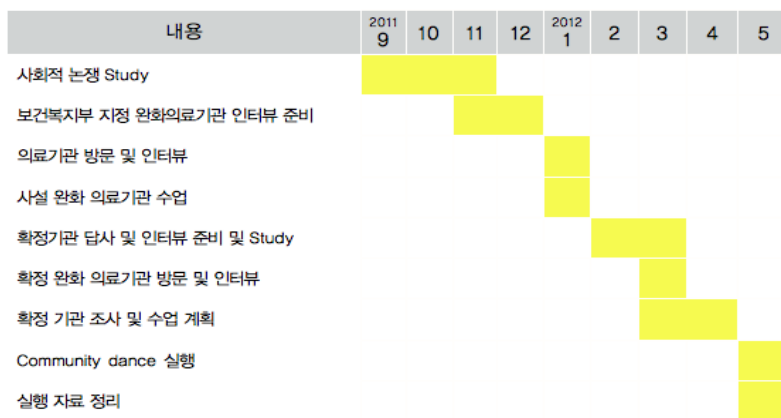 내용 2011 9 10 11 12 2012 1 2 3 4 5
사회적 논쟁 Study
보건복지부 지정 완화의료기관 인터뷰 준비
의료기관 방문 및 인터뷰
사설 완화 의료기관 수업
확정기관 답사 및 인터뷰 준비 및 Study
확정 완화 의료기관 방문 및 인터뷰
확정 기관 조사 및 수업 계획
Community dance 실행
실행 자료 정리